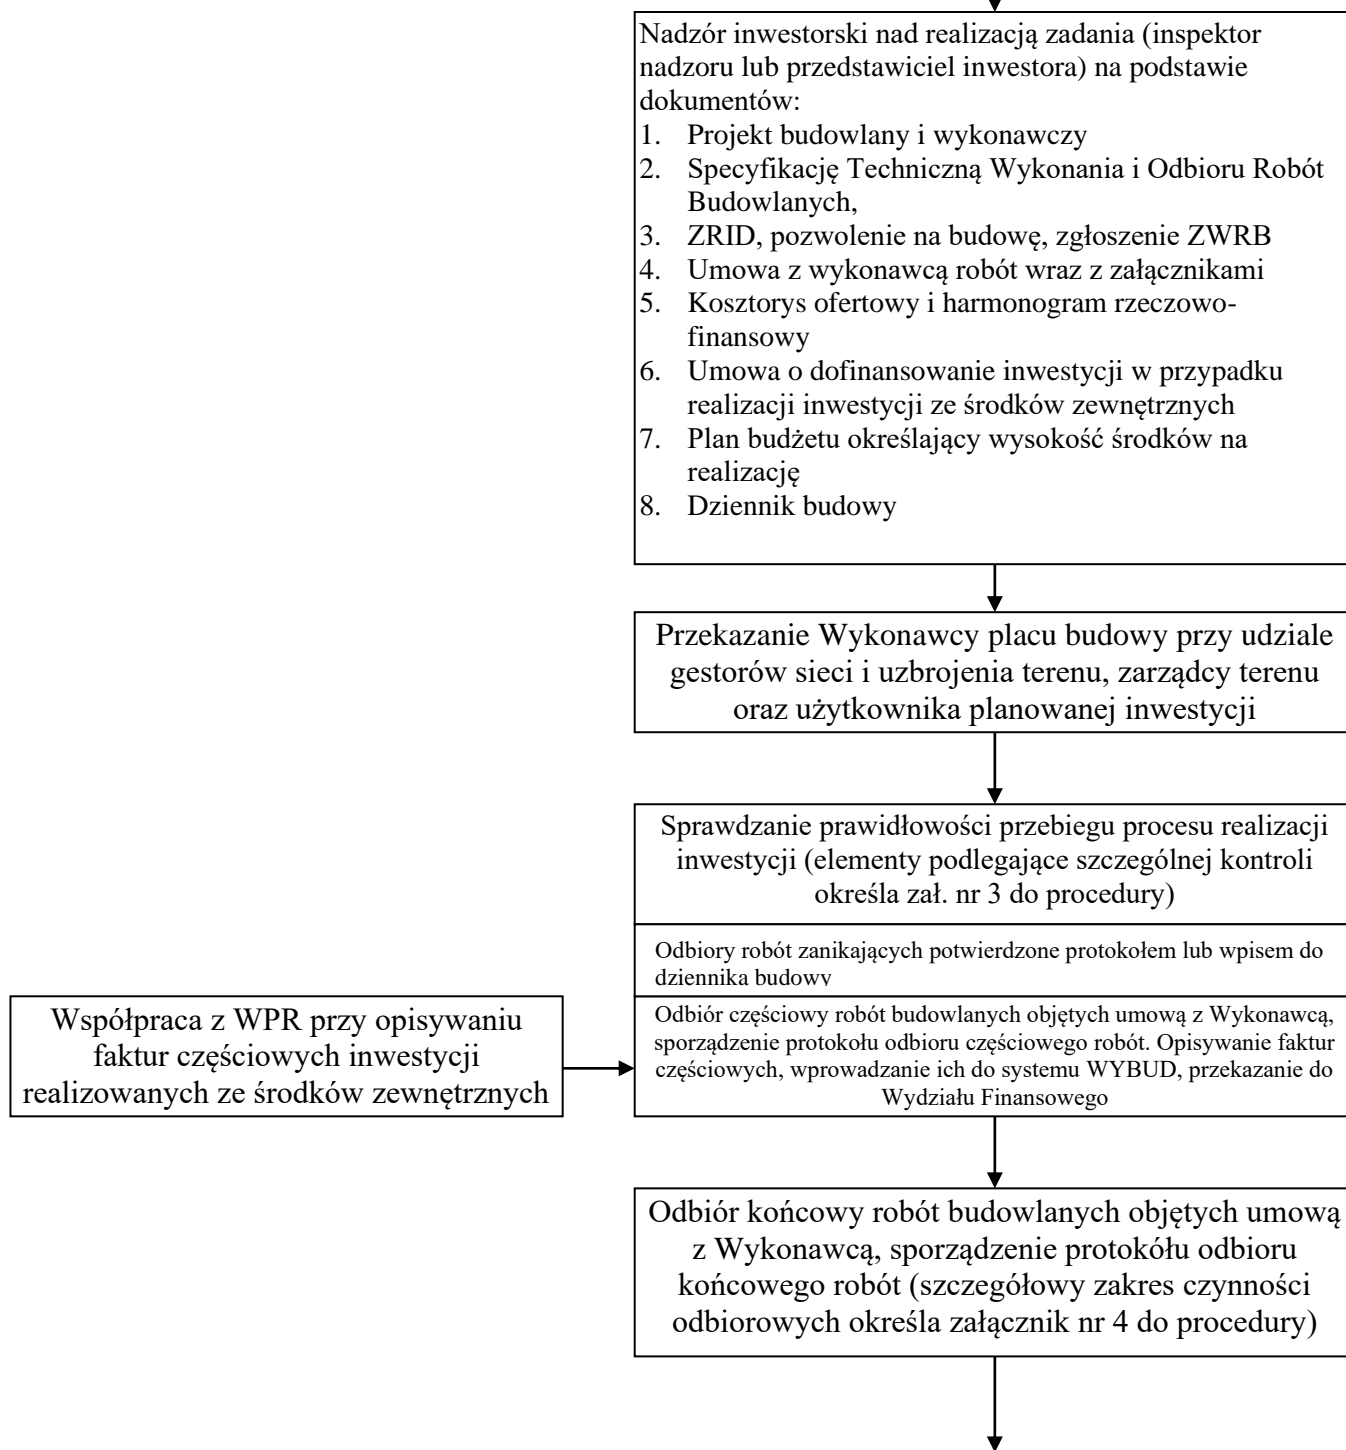 Nadzór inwestorski nad realizacją zadania (inspektor
nadzoru lub przedstawiciel inwestora) na podstawie
dokumentów:
1. Projekt budowlany i wykonawczy
2. Specyfikację Techniczną Wykonania i Odbioru Robót
Budowlanych,
3. ZRID, pozwolenie na budowę, zgłoszenie ZWRB
4. Umowa z wykonawcą robót wraz z załącznikami
5. Kosztorys ofertowy i harmonogram rzeczowo-
finansowy
6. Umowa o dofinansowanie inwestycji w przypadku
realizacji inwestycji ze środków zewnętrznych
7. Plan budżetu określający wysokość środków na
realizację
8. Dziennik budowy
Przekazanie Wykonawcy placu budowy przy udziale
gestorów sieci i uzbrojenia terenu, zarządcy terenu
oraz użytkownika planowanej inwestycji
Sprawdzanie prawidłowości przebiegu procesu realizacji
inwestycji (elementy podlegające szczególnej kontroli
określa zał. nr 3 do procedury)
Odbiory robót zanikających potwierdzone protokołem lub wpisem do
dziennika budowy
Współpraca z WPR przy opisywaniu
faktur częściowych inwestycji
realizowanych ze środków zewnętrznych
Odbiór częściowy robót budowlanych objętych umową z Wykonawcą,
sporządzenie protokołu odbioru częściowego robót. Opisywanie faktur
częściowych, wprowadzanie ich do systemu WYBUD, przekazanie do
Wydziału Finansowego
Odbiór końcowy robót budowlanych objętych umową
z Wykonawcą, sporządzenie protokółu odbioru
końcowego robót (szczegółowy zakres czynności
odbiorowych określa załącznik nr 4 do procedury)